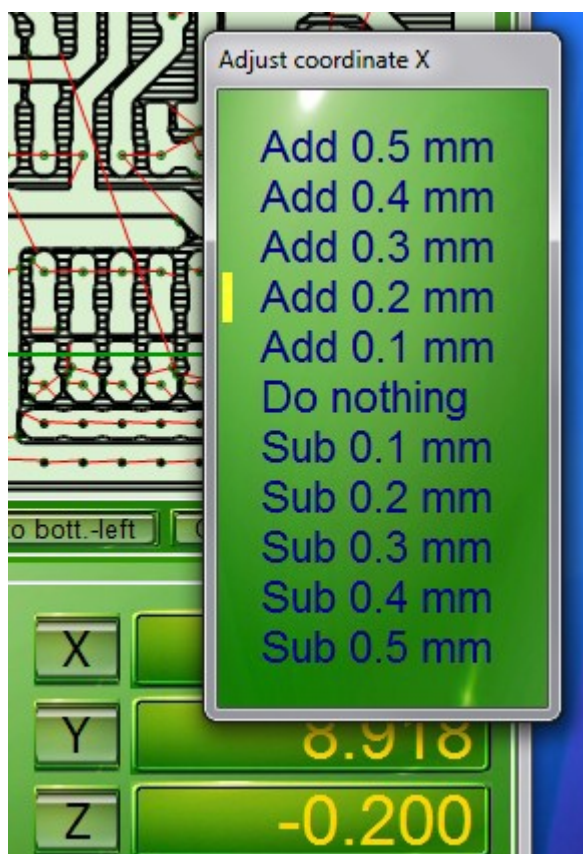 Adjust coordinate X
Add 0.5 mm
Add 0.4 mm
Add 0.3 mm
Add 0.2 mm
Add 0.1 mm
Do nothing
Sub 0.1 mm
Sub 0.2 mm
Sub 0.3 mm
Sub 0.4 mm
Sub 0.5 mm
o bott.-left
X
Y 8.918
Z -0.200